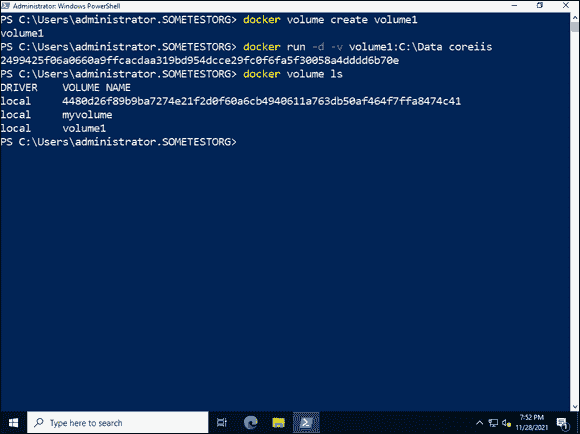 Administrator: Windows PowerShell
PS C:\Users\administrator.SOMETESTORG> docker volume create volume1
volume1
PS C:\Users\administrator.SOMETESTORG> docker run -d -v volume1:C:\Data coreiis
2499425f06a0660a9ffcacdaa319bd954dcce29fc0f6fa5f30058a4dddd6b70e
PS C:\Users\administrator.SOMETESTORG> docker volume ls
DRIVER VOLUME NAME
local 4480d26f89b9ba7274e21f2d0f60a6cb4940611a763db50af464f7ffa8474c41
local myvolume
local volume1
PS C:\Users\administrator.SOMETESTORG>
Type here to search
7:52 PM
11/28/2021
1